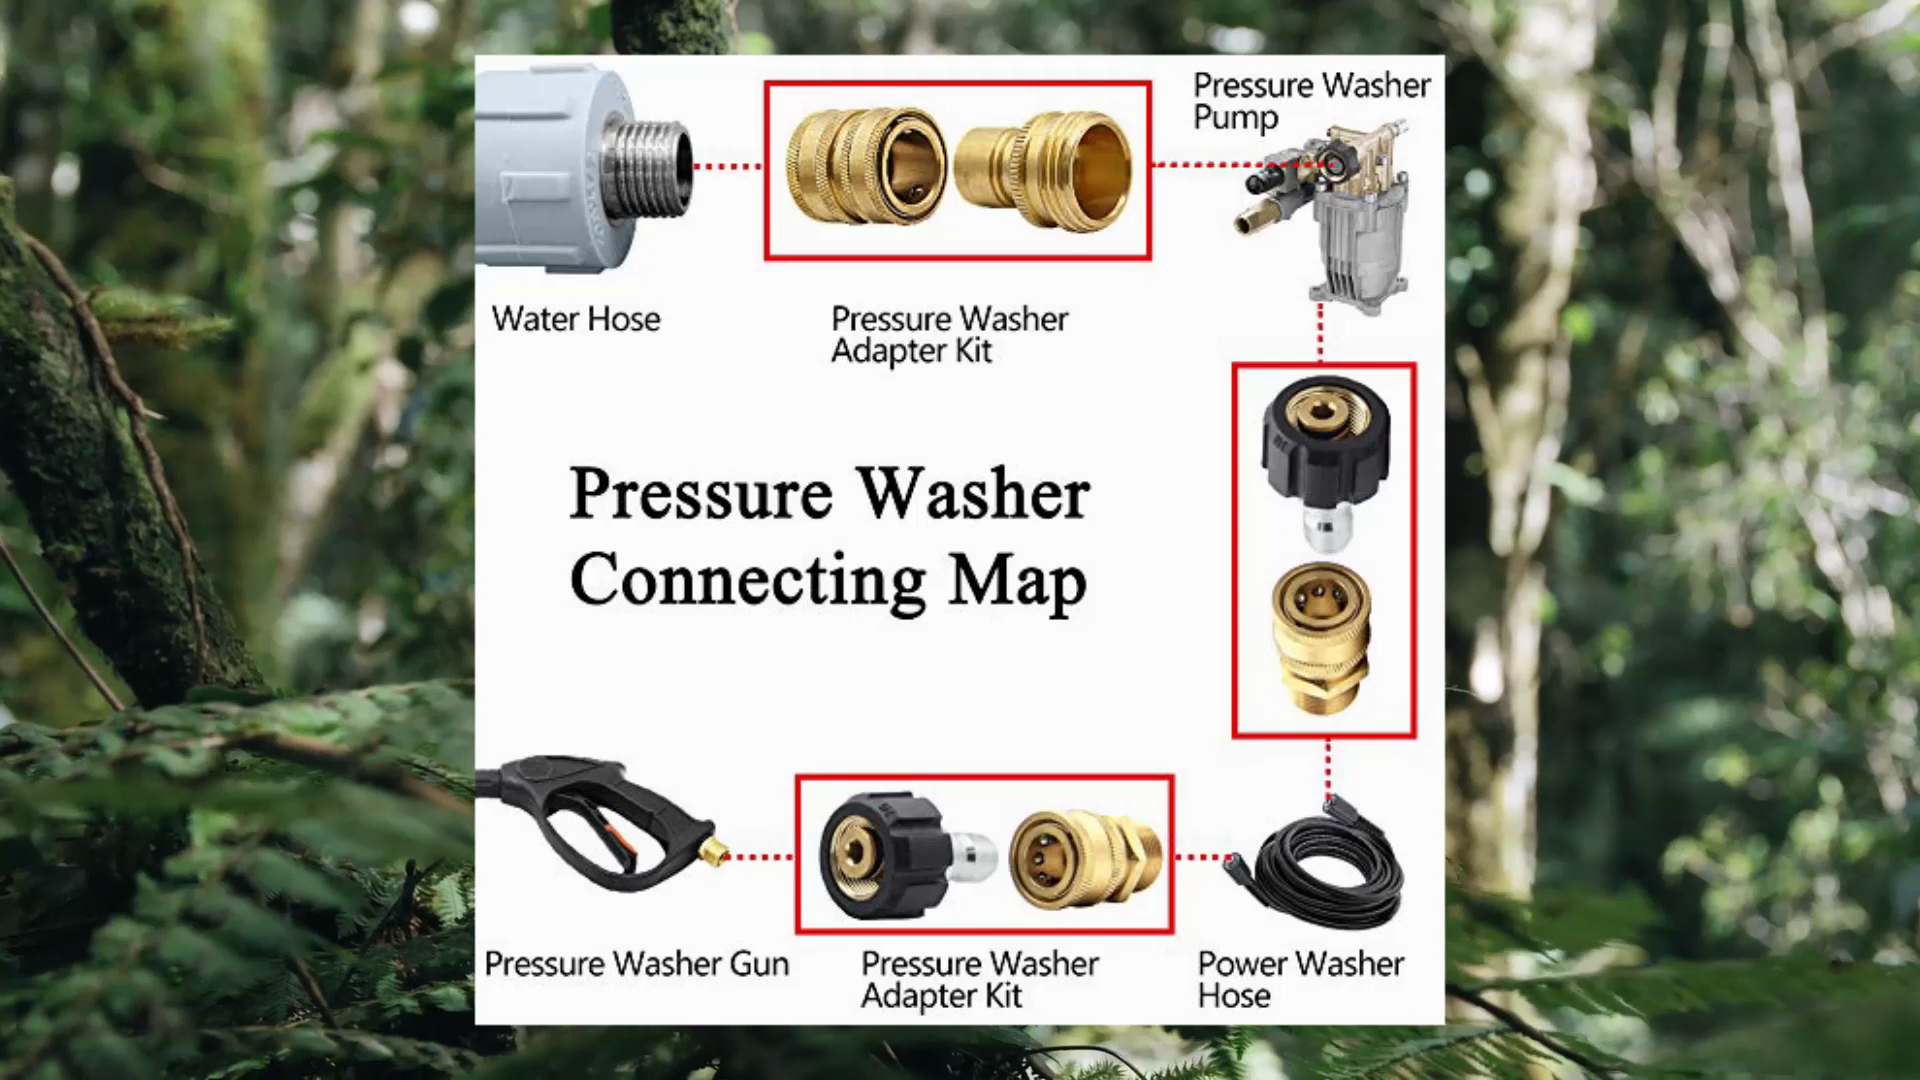 Pressure Washer
Pump
Water Hose
Pressure Washer
Adapter Kit
Pressure Washer
Connecting Map
Pressure Washer Gun
Pressure Washer
Adapter Kit
Power Washer
Hose